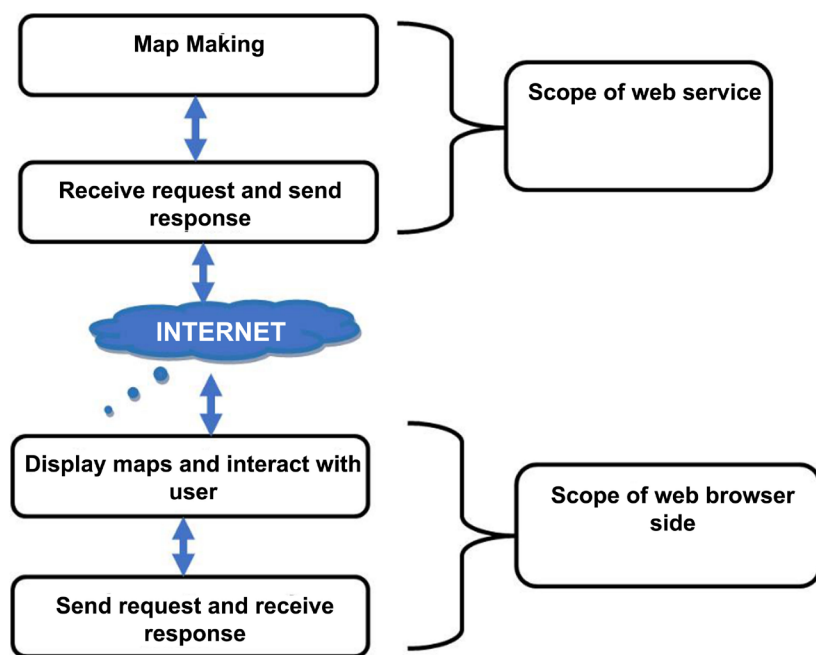 Map Making
Scope of web service
Receive request and send
response
INTERNET
Display maps and interact with
user
Scope of web browser
side
Send request and receive
response